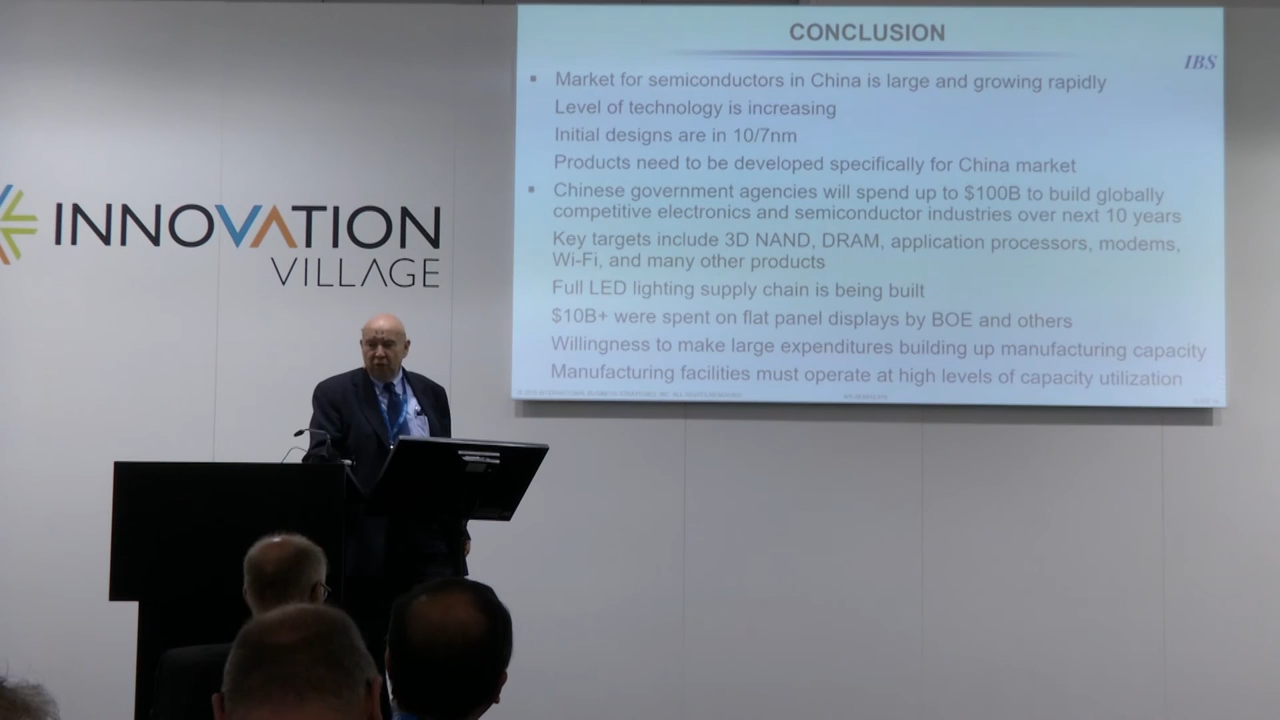 INNOVATION
VILLAGE
CONCLUSION
IBS
▪ Market for semiconductors in China is large and growing rapidly
Level of technology is increasing
Initial designs are in 10/7nm
Products need to be developed specifically for China market
▪ Chinese government agencies will spend up to $100B to build globally
competitive electronics and semiconductor industries over next 10 years
Key targets include 3D NAND, DRAM, application processors, modems,
Wi-Fi, and many other products
Full LED lighting supply chain is being built
$10B+ were spent on flat panel displays by BOE and others
Willingness to make large expenditures building up manufacturing capacity
Manufacturing facilities must operate at high levels of capacity utilization